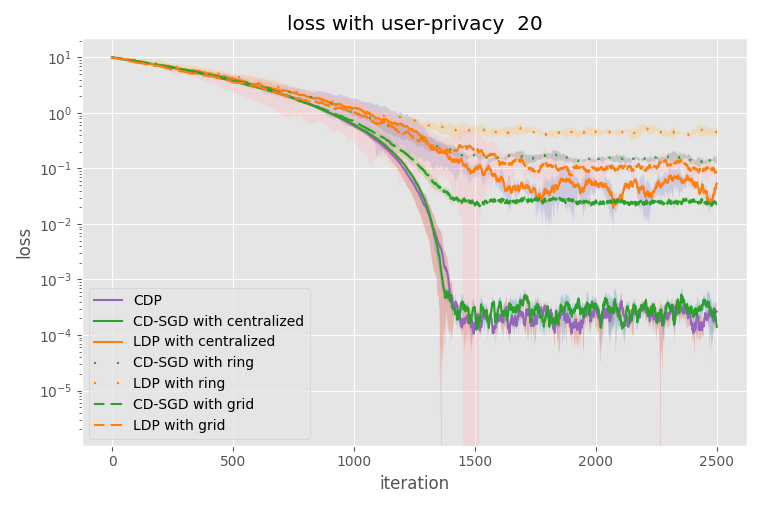 loss with user-privacy 20
10^1
10^0
10^-1
10^-2
10^-3
10^-4
10^-5
loss
CDP
CD-SGD with centralized
LDP with centralized
CD-SGD with ring
LDP with ring
CD-SGD with grid
LDP with grid
0 500 1000 1500 2000 2500
iteration